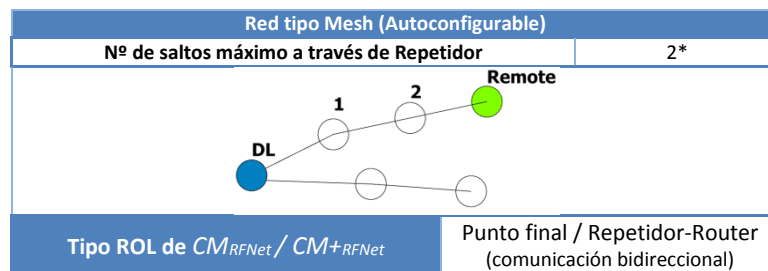 Red tipo Mesh (Autoconfigurable)
Nº de saltos máximo a través de Repetidor 2*
Remote
1 2
DL
Tipo ROL de CMRFNet / CM+RFNet Punto final / Repetidor-Router
(comunicación bidireccional)